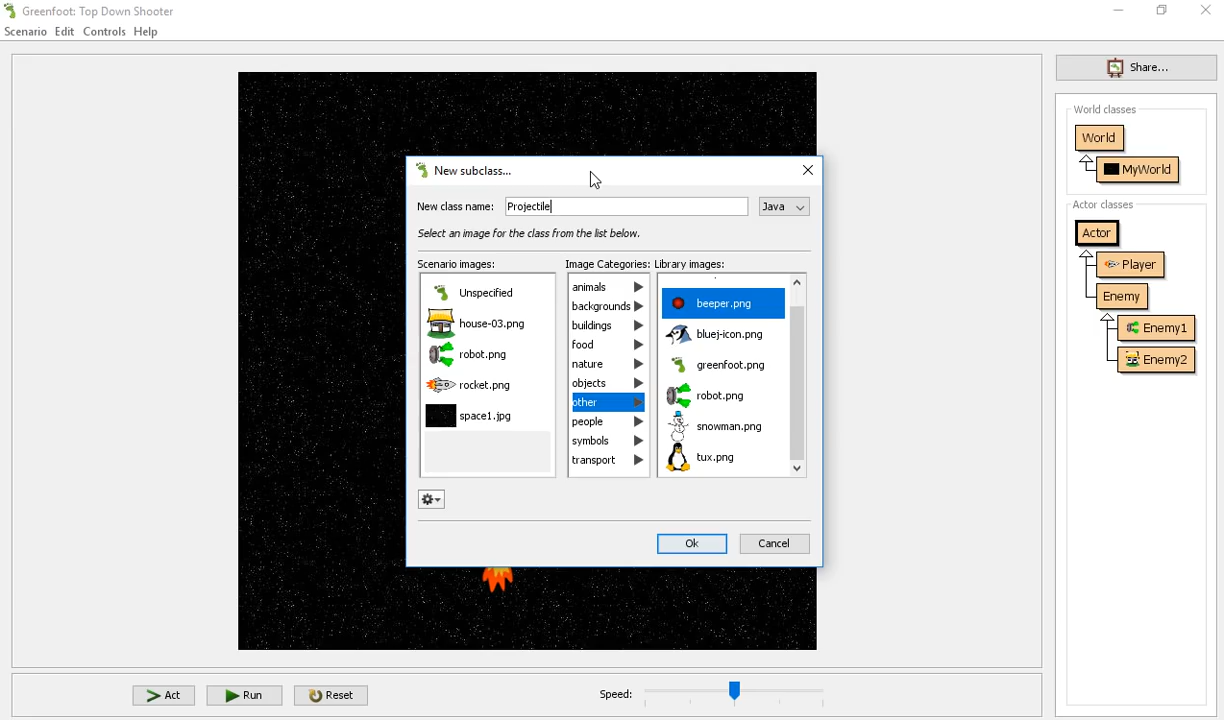 Greenfoot: Top Down Shooter
Scenario Edit Controls Help
Share...
World classes
World
MyWorld
Actor classes
Actor
Player
Enemy
Enemy1
Enemy2
New subclass...
New class name: Projectile Java
Select an image for the class from the list below.
Scenario images: Image Categories: Library images:
Unspecified
house-03.png
robot.png
rocket.png
space1.jpg
animals
backgrounds
buildings
food
nature
objects
other
people
symbols
transport
beeper.png
bluej-icon.png
greenfoot.png
robot.png
snowman.png
tux.png
Ok Cancel
Act Run Reset Speed: